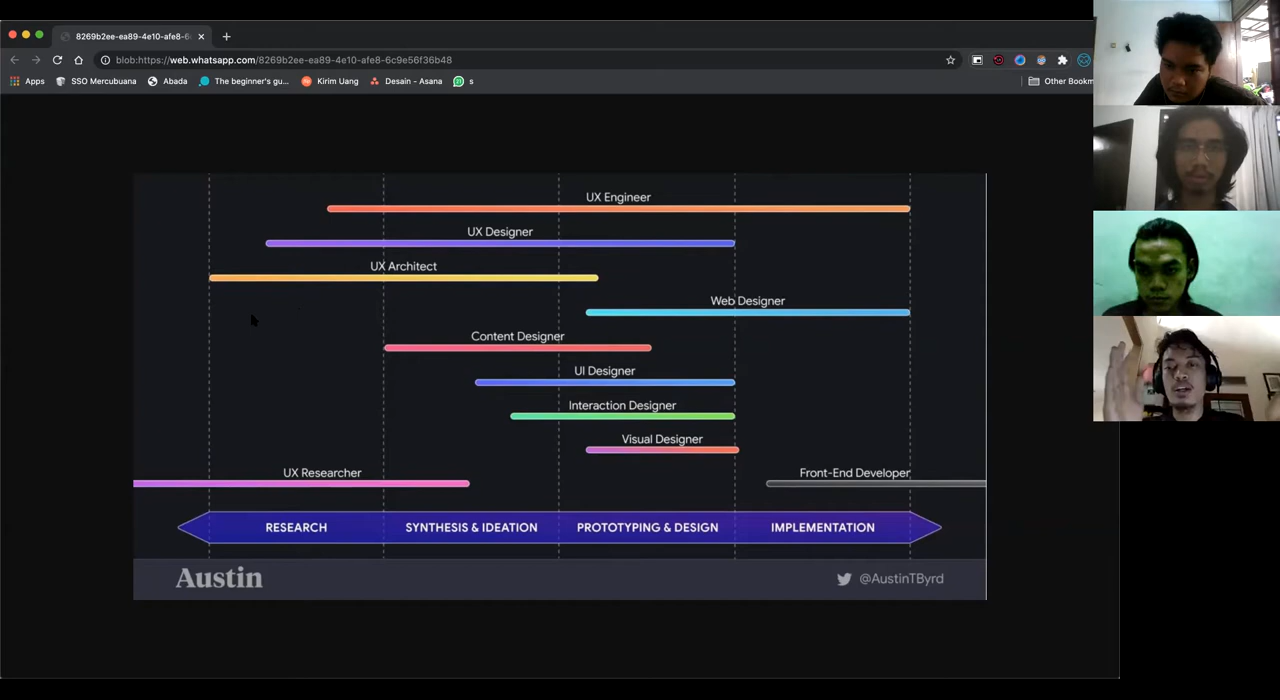 8269b2ee-ea89-4e10-afe8-6
blob:https://web.whatsapp.com/8269b2ee-ea89-4e10-afe8-6c9e56f36b48
Apps SSO Mercubuana Abada The beginner's gu... Kirim Uang Desain - Asana s Other Bookm
UX Engineer
UX Designer
UX Architect
Web Designer
Content Designer
UI Designer
Interaction Designer
Visual Designer
UX Researcher Front-End Developer
RESEARCH SYNTHESIS & IDEATION PROTOTYPING & DESIGN IMPLEMENTATION
Austin @AustinTByrd